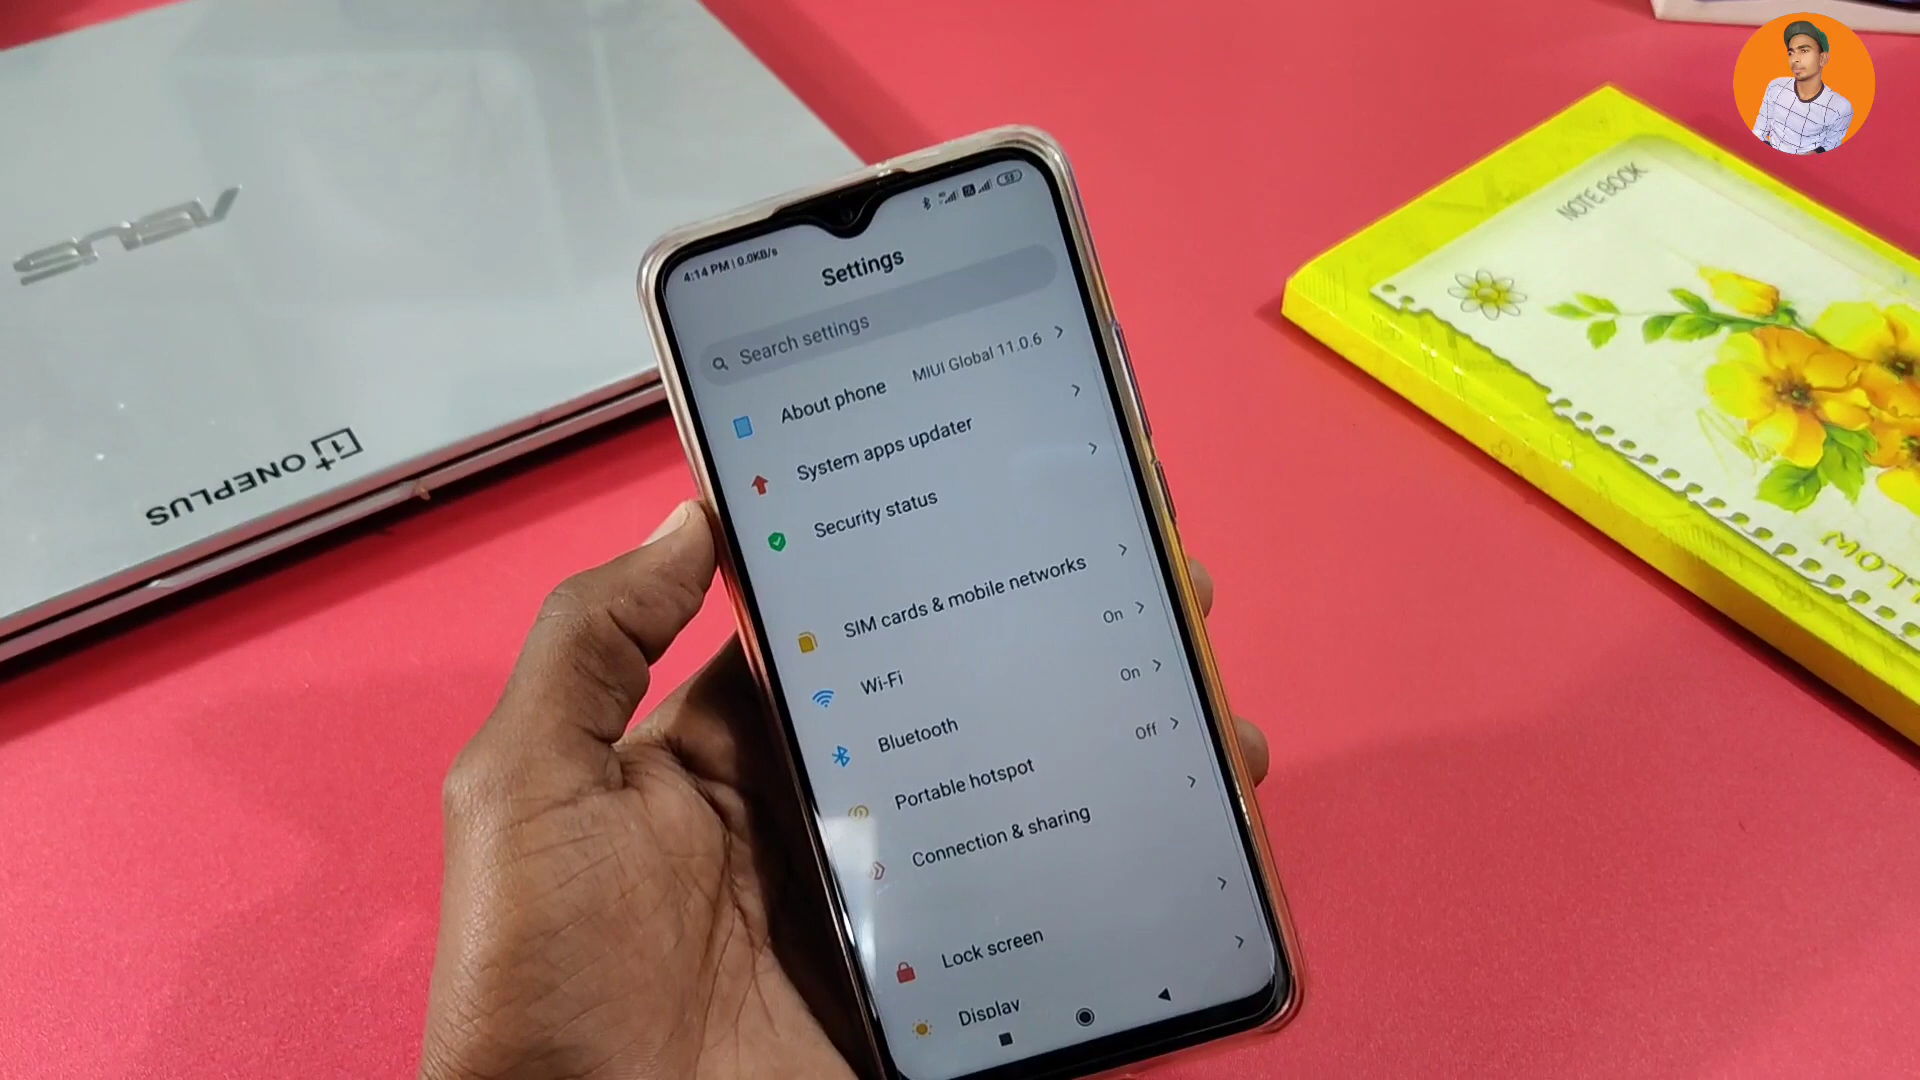 ASUS
ONEPLUS
4:14 PM | 0.0KB/s
53
Settings
Search settings
About phone
MIUI Global 11.0.6
System apps updater
Security status
SIM cards & mobile networks
Wi-Fi
On
Bluetooth
On
Portable hotspot
Off
Connection & sharing
Lock screen
Display
NOTE BOOK